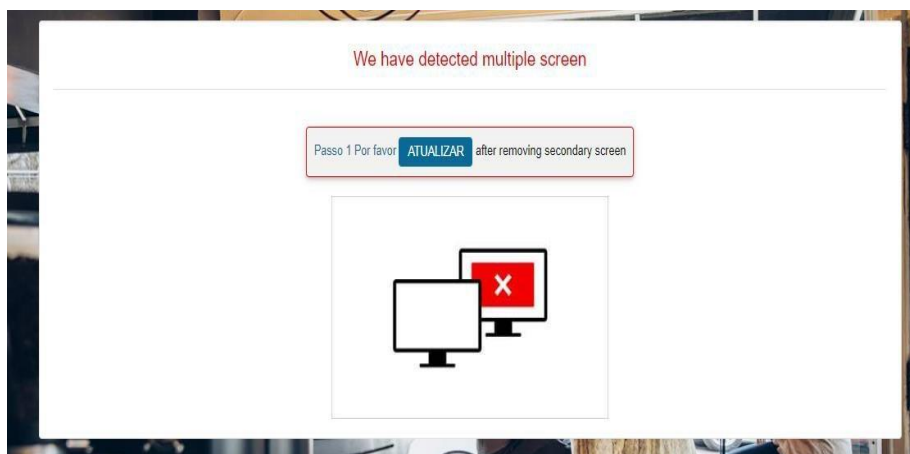 We have detected multiple screen
Passo 1 Por favor ATUALIZAR after removing secondary screen